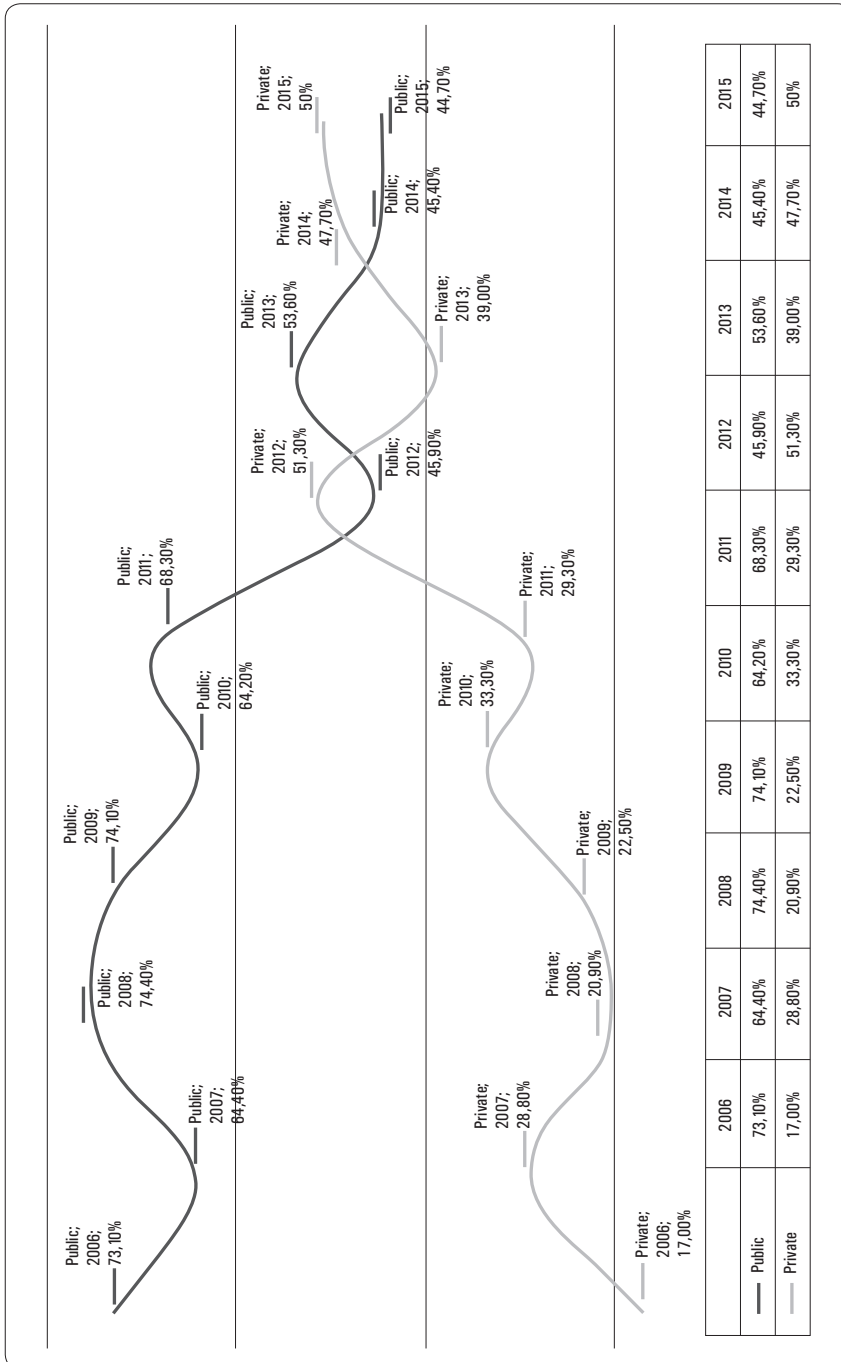 Public;
2006;
73,10%
Public;
2007;
64,40%
Public;
2008;
74,40%
Public;
2009;
74,10%
Public;
2010;
64,20%
Public;
2011;
68,30%
Private;
2012;
51,30%
Public;
2012;
45,90%
Public;
2013;
53,60%
Private;
2013;
39,00%
Private;
2014;
47,70%
Public;
2014;
45,40%
Private;
2015;
50%
Public;
2015;
44,70%
Private;
2006;
17,00%
Private;
2007;
28,80%
Private;
2008;
20,90%
Private;
2009;
22,50%
Private;
2010;
33,30%
Private;
2011;
29,30%
2006 2007 2008 2009 2010 2011 2012 2013 2014 2015
Public 73,10% 64,40% 74,40% 74,10% 64,20% 68,30% 45,90% 53,60% 45,40% 44,70%
Private 17,00% 28,80% 20,90% 22,50% 33,30% 29,30% 51,30% 39,00% 47,70% 50%